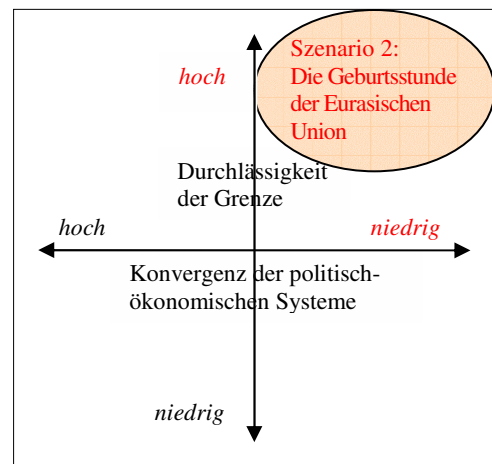 Szenario 2:
hoch
Die Geburtsstunde
der Eurasischen
Union
Durchlässigkeit
der Grenze
hoch
niedrig
Konvergenz der politisch-
ökonomischen Systeme
niedrig